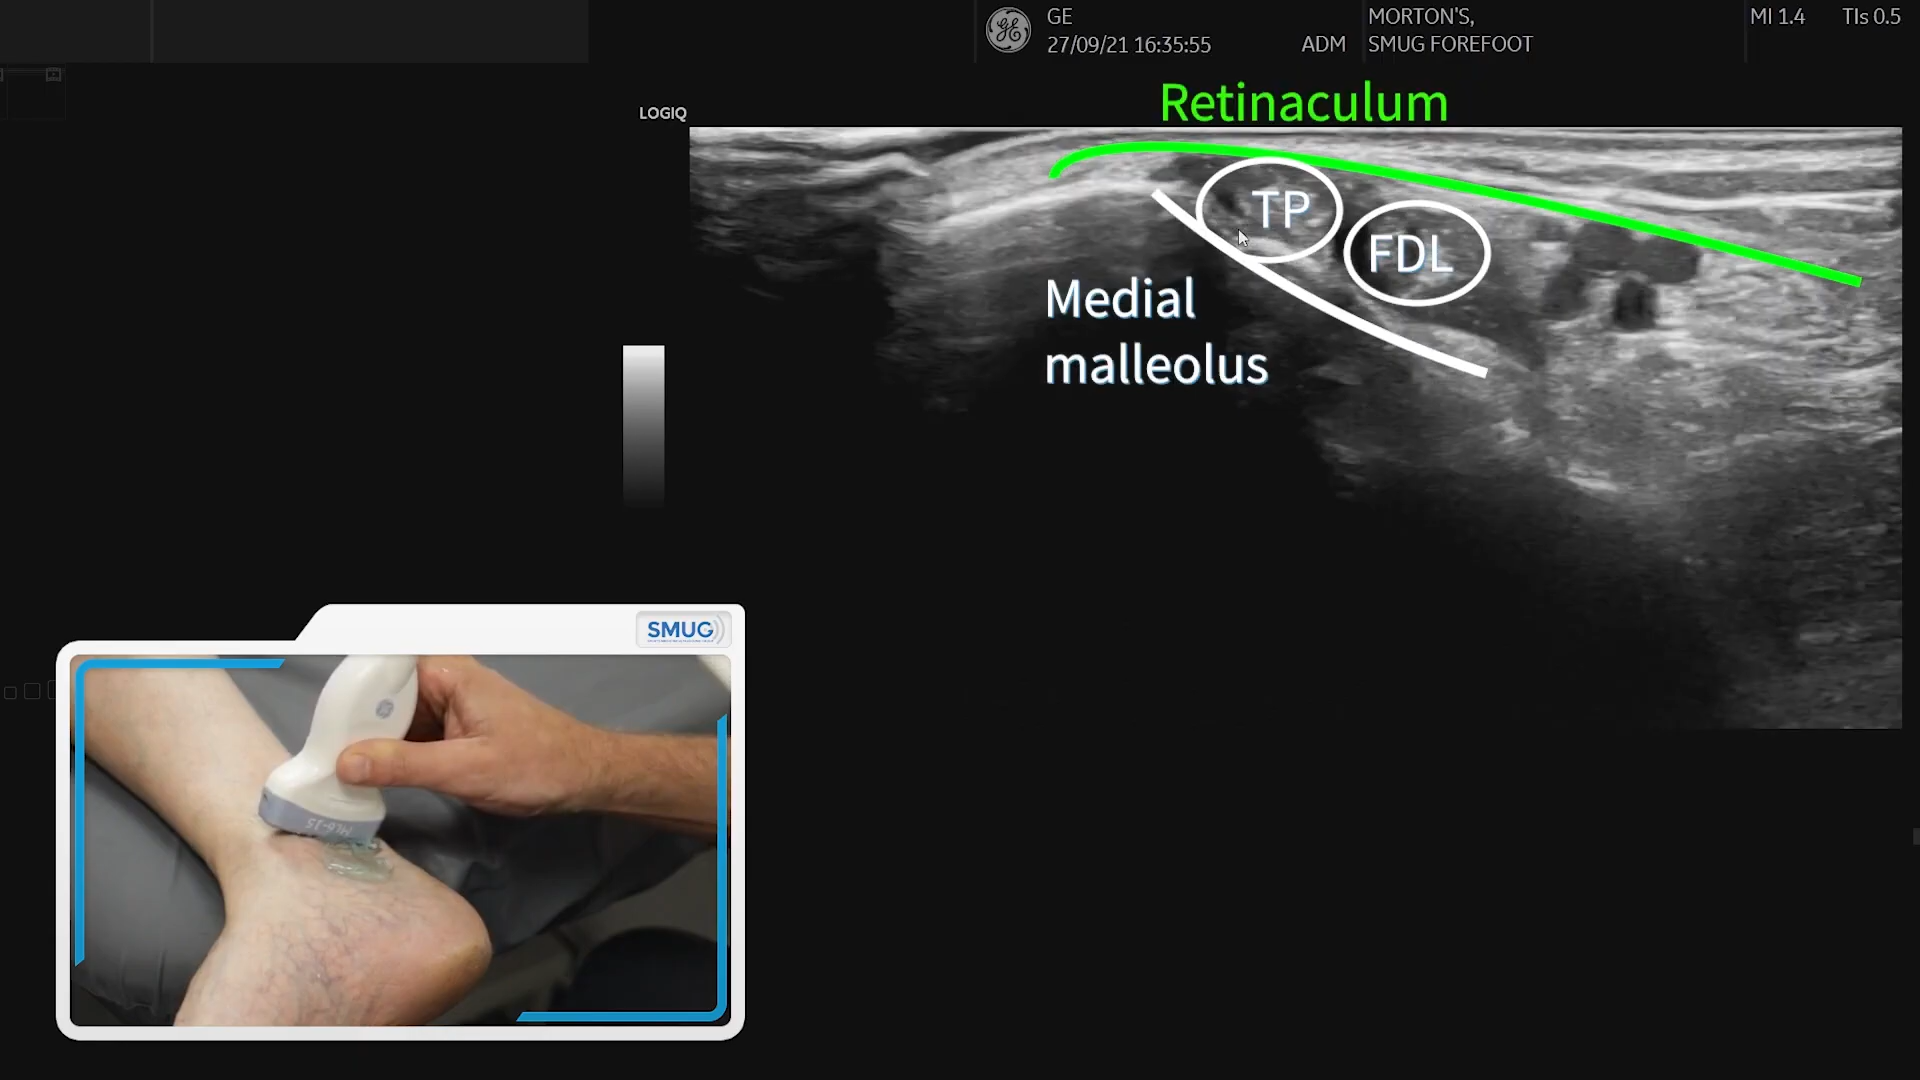 GE
27/09/21 16:35:55
ADM
MORTON'S,
SMUG FOREFOOT
MI 1.4
TIs 0.5
LOGIQ
Retinaculum
TP
FDL
Medial
malleolus
SMUG
ML6-15